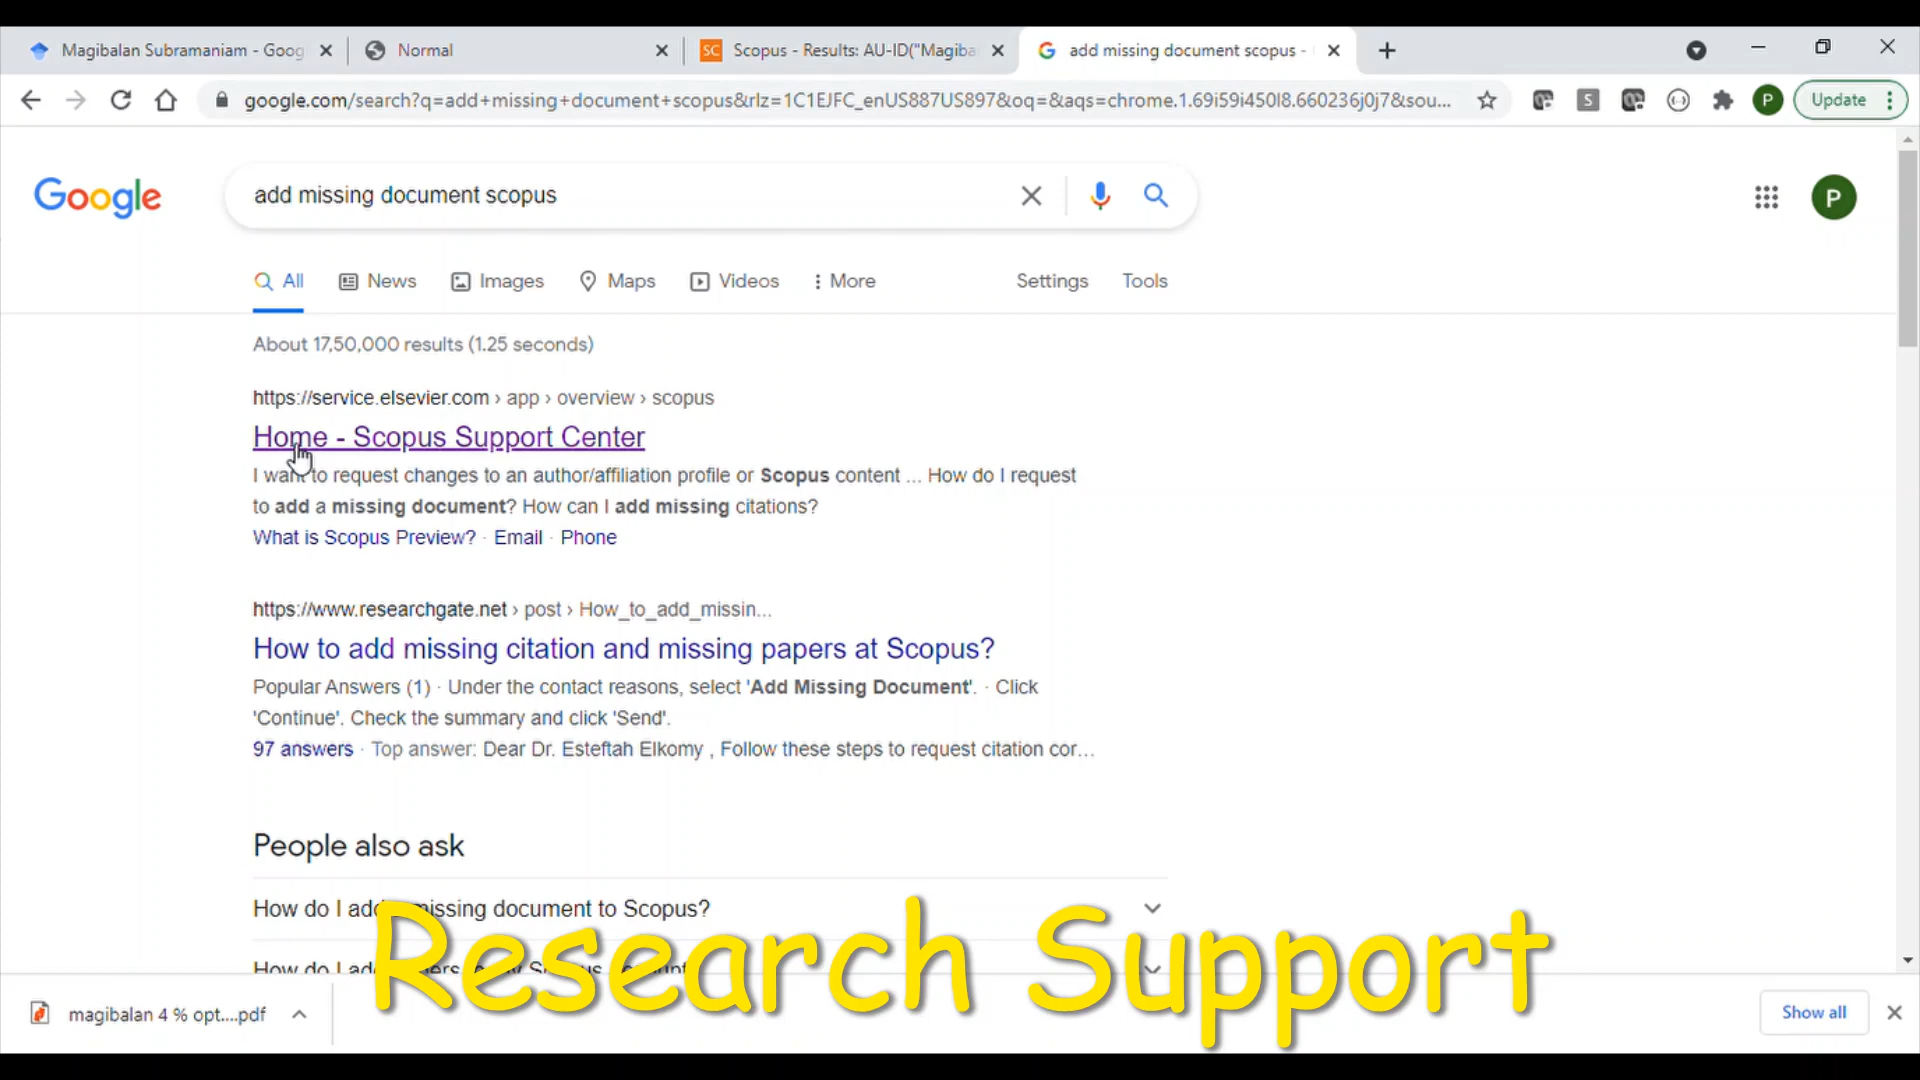 Magibalan Subramaniam - Goog
Normal
SC Scopus - Results: AU-ID("Magiba
add missing document scopus -
google.com/search?q=add+missing+document+scopus&rlz=1C1EJFC_enUS887US897&oq=&aqs=chrome.1.69i59i450l8.660236j0j7&sou...
S
P
Update
Google
add missing document scopus
P
All
News
Images
Maps
Videos
More
Settings
Tools
About 17,50,000 results (1.25 seconds)
https://service.elsevier.com › app › overview › scopus
Home - Scopus Support Center
I want to request changes to an author/affiliation profile or Scopus content ... How do I request
to add a missing document? How can I add missing citations?
What is Scopus Preview? · Email · Phone
https://www.researchgate.net › post › How_to_add_missin...
How to add missing citation and missing papers at Scopus?
Popular Answers (1) · Under the contact reasons, select 'Add Missing Document'. · Click
'Continue'. Check the summary and click 'Send'.
97 answers · Top answer: Dear Dr. Esteftah Elkomy , Follow these steps to request citation cor...
People also ask
How do I add missing document to Scopus?
How do I add
Research Support
magibalan 4 % opt....pdf
Show all